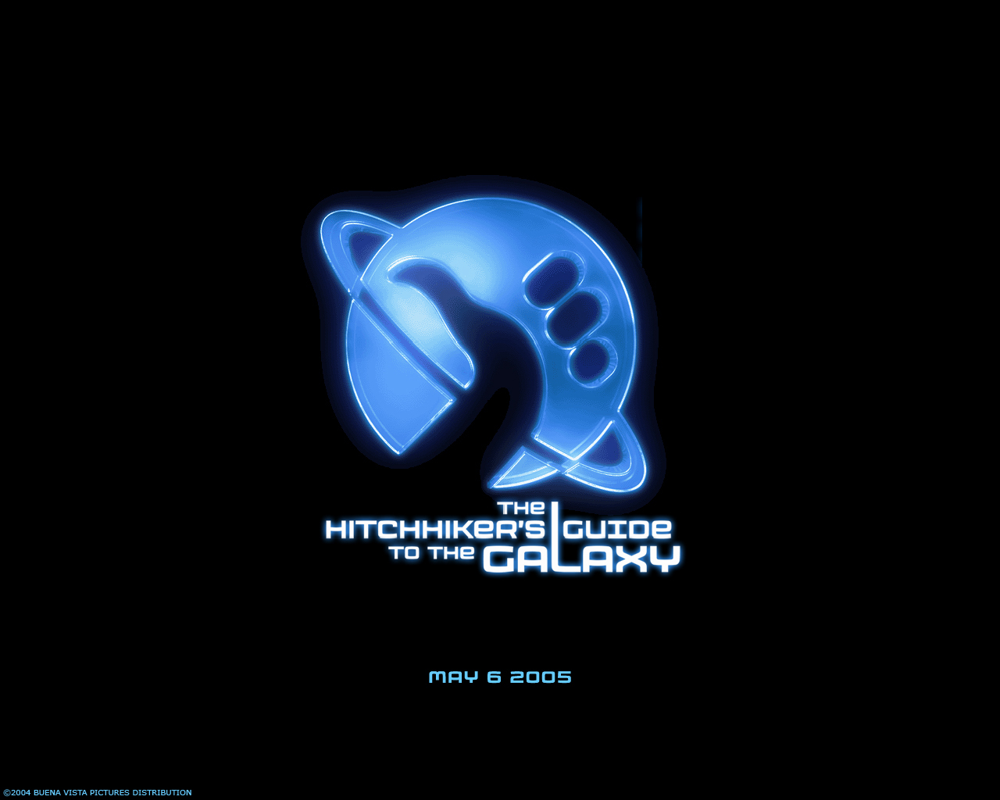 THE
HITCHHIKER'S GUIDE
TO THE GALAXY
MAY 6 2005
©2004 BUENA VISTA PICTURES DISTRIBUTION